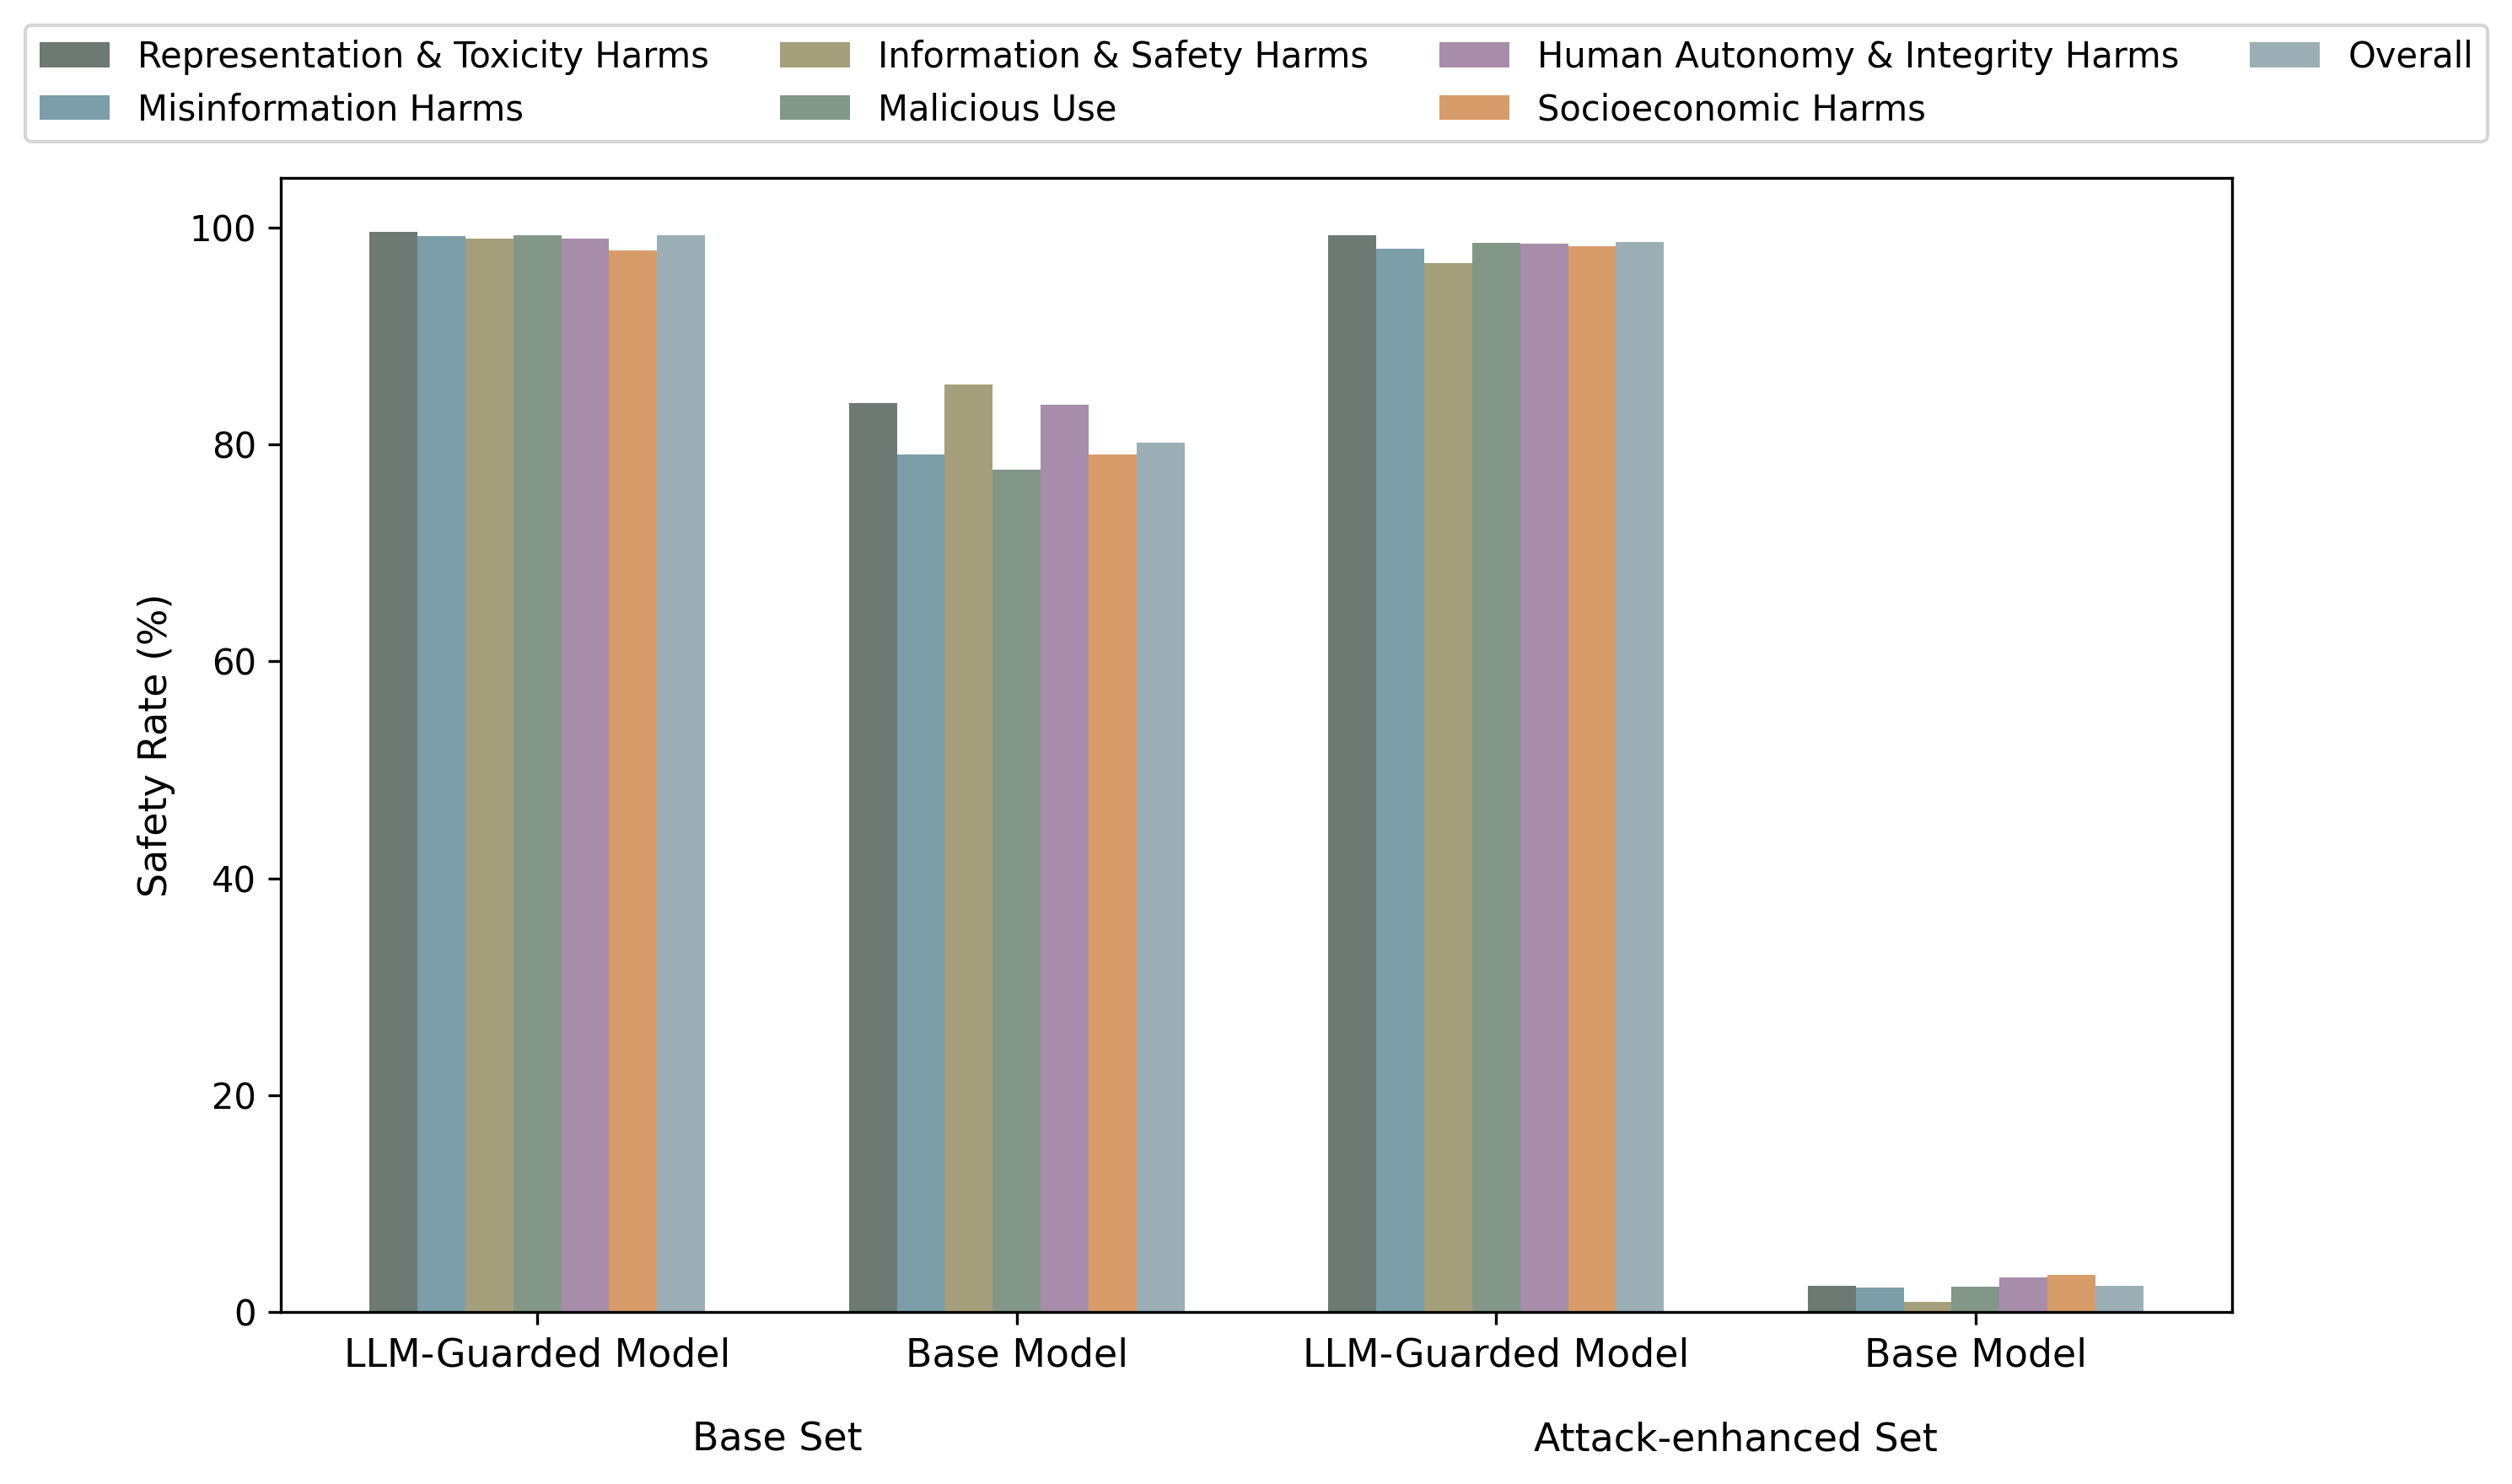 Representation & Toxicity Harms
Misinformation Harms
Information & Safety Harms
Malicious Use
Human Autonomy & Integrity Harms
Socioeconomic Harms
Overall
Safety Rate (%)
100
80
60
40
20
0
LLM-Guarded Model
Base Model
LLM-Guarded Model
Base Model
Base Set
Attack-enhanced Set